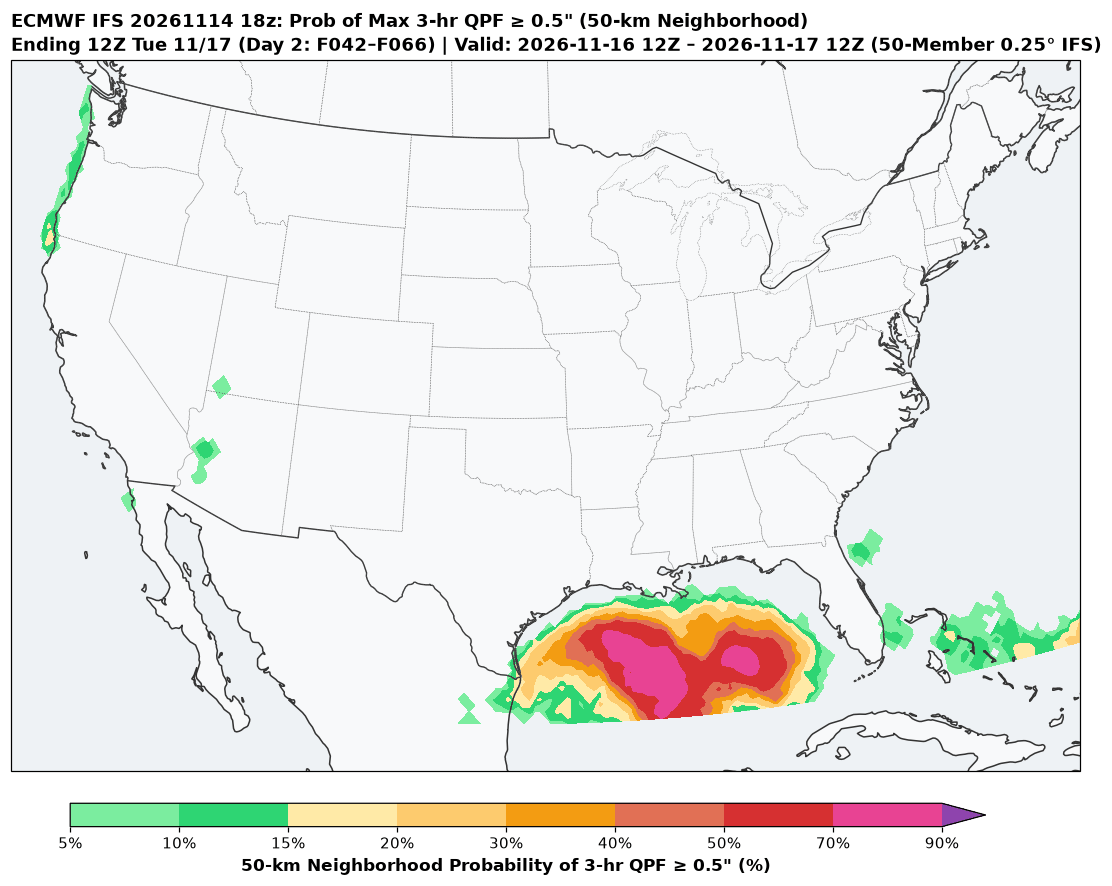 ECMWF IFS 20261114 18z: Prob of Max 3-hr QPF ≥ 0.5" (50-km Neighborhood)
Ending 12Z Tue 11/17 (Day 2: F042–F066) | Valid: 2026-11-16 12Z – 2026-11-17 12Z (50-Member 0.25° IFS)
5% 10% 15% 20% 30% 40% 50% 70% 90%
50-km Neighborhood Probability of 3-hr QPF ≥ 0.5" (%)